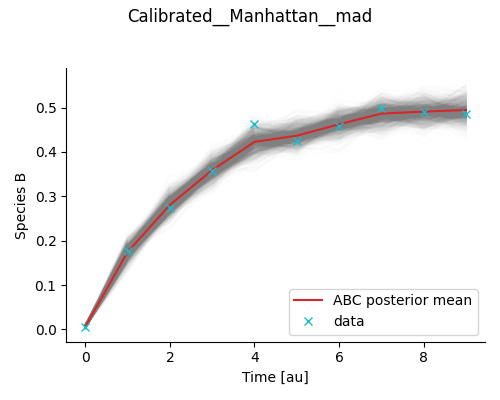 Calibrated__Manhattan__mad
Species B
0.5
0.4
0.3
0.2
0.1
0.0
ABC posterior mean
data
0 2 4 6 8
Time [au]